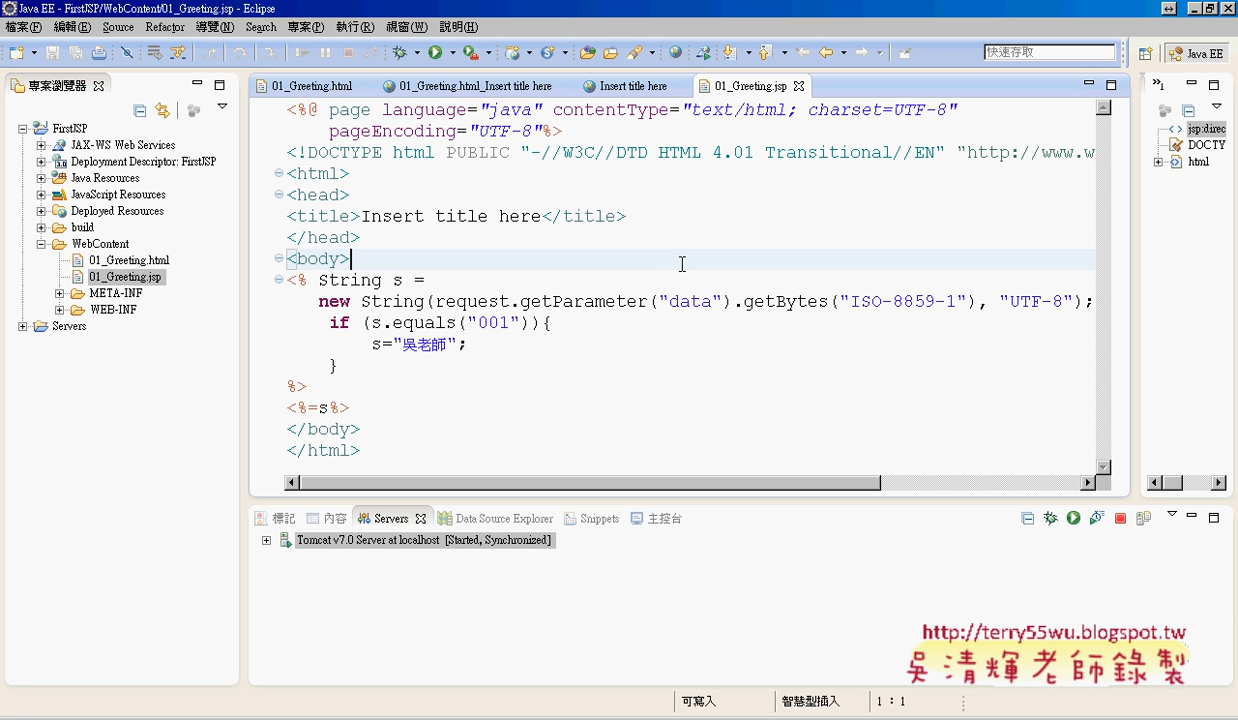 Java EE - FirstJSP/WebContent/01_Greeting.jsp - Eclipse
檔案(F) 編輯(E) Source Refactor 導覽(N) Search 專案(P) 執行(R) 視窗(W) 說明(H)
快速存取
Java EE
專案瀏覽器
FirstJSP
JAX-WS Web Services
Deployment Descriptor: FirstJSP
Java Resources
JavaScript Resources
Deployed Resources
build
WebContent
01_Greeting.html
01_Greeting.jsp
META-INF
WEB-INF
Servers
01_Greeting.html 01_Greeting.html_Insert title here Insert title here 01_Greeting.jsp
<%@ page language="java" contentType="text/html; charset=UTF-8"
pageEncoding="UTF-8"%>
<!DOCTYPE html PUBLIC "-//W3C//DTD HTML 4.01 Transitional//EN" "http://www.w
<html>
<head>
<title>Insert title here</title>
</head>
<body>
<% String s =
new String(request.getParameter("data").getBytes("ISO-8859-1"), "UTF-8");
if (s.equals("001")){
s="吳老師";
}
%>
<%=s%>
</body>
</html>
jsp:direc
DOCTY
html
標記 內容 Servers Data Source Explorer Snippets 主控台
Tomcat v7.0 Server at localhost [Started, Synchronized]
http://terry55wu.blogspot.tw
吳清輝老師錄製
可寫入 智慧型插入 1 : 1